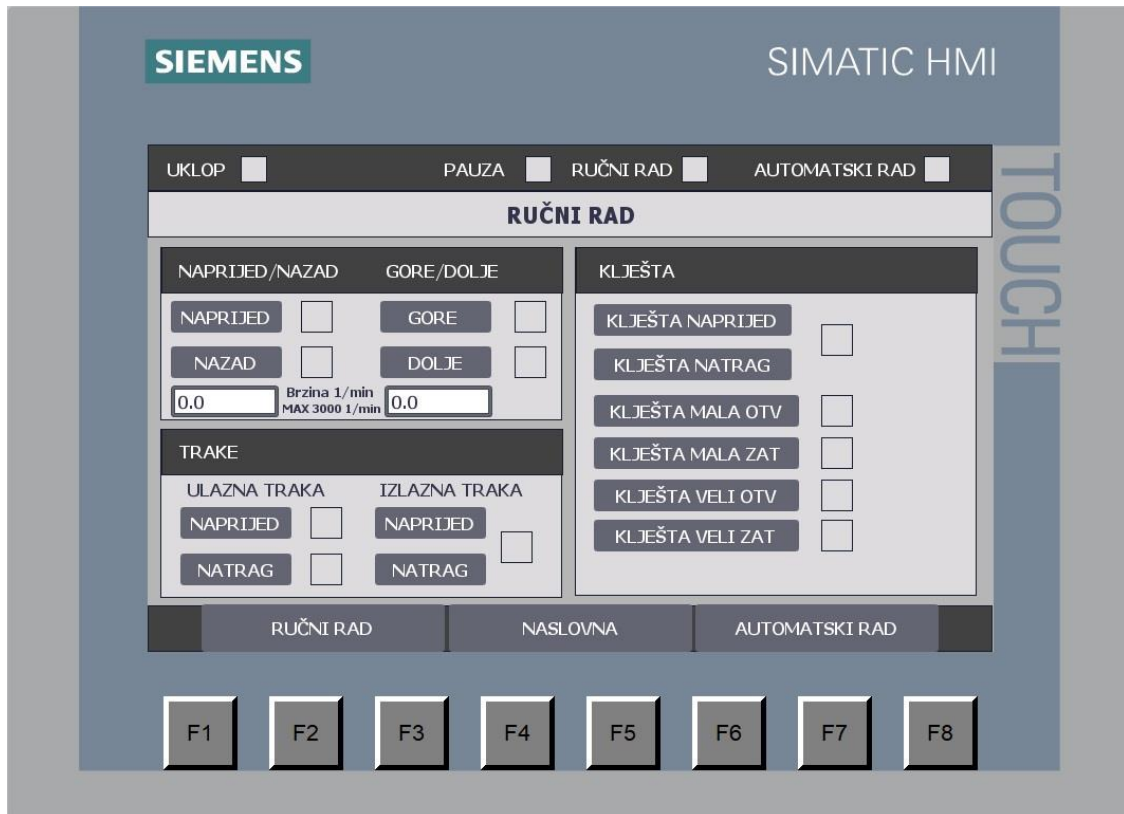 SIEMENS
SIMATIC HMI
TOUCH
UKLOP PAUZA RUČNI RAD AUTOMATSKI RAD
RUČNI RAD
NAPRIJED/NAZAD GORE/DOLJE
NAPRIJED GORE
NAZAD DOLJE
0.0 Brzina 1/min 0.0
MAX 3000 1/min
TRAKE
ULAZNA TRAKA IZLAZNA TRAKA
NAPRIJED NAPRIJED
NATRAG NATRAG
KLJEŠTA
KLJEŠTA NAPRIJED
KLJEŠTA NATRAG
KLJEŠTA MALA OTV
KLJEŠTA MALA ZAT
KLJEŠTA VELI OTV
KLJEŠTA VELI ZAT
RUČNI RAD NASLOVNA AUTOMATSKI RAD
F1 F2 F3 F4 F5 F6 F7 F8